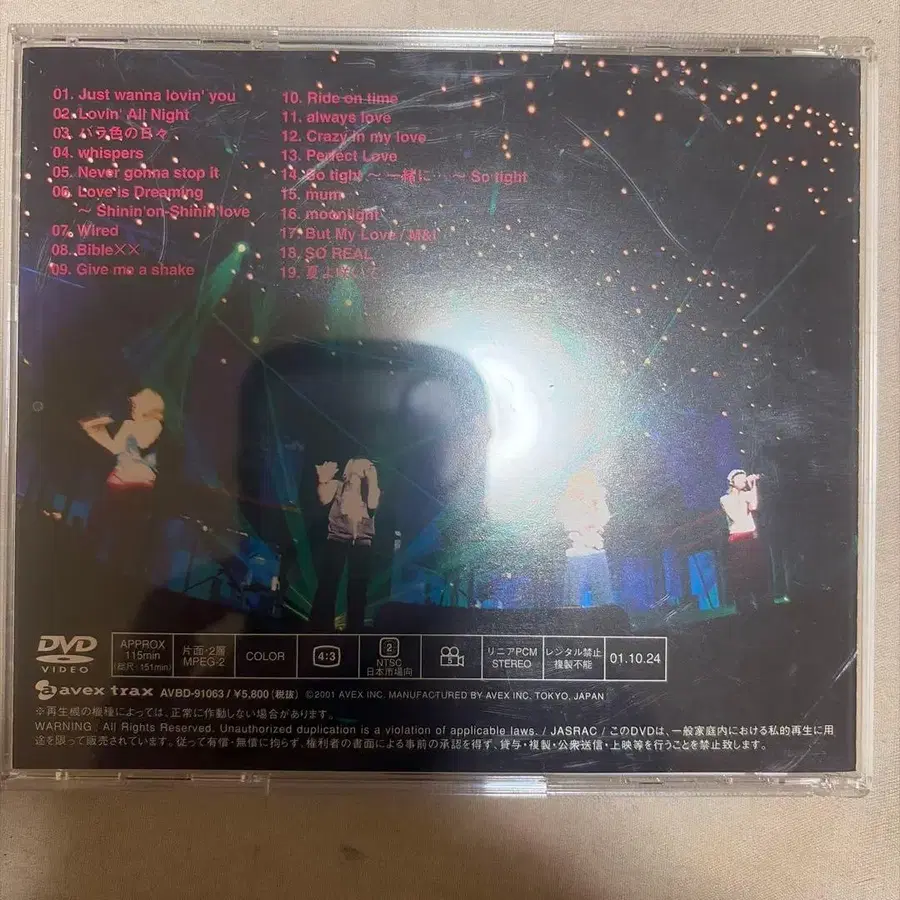 01. Just wanna lovin' you
02. Lovin' All Night
03. バラ色の日々
04. whispers
05. Never gonna stop it
06. Love is Dreaming
～ Shinin'on-Shinin'love
07. Wired
08. Bible××
09. Give me a shake
10. Ride on time
11. always love
12. Crazy in my love
13. Perfect Love
14. So tight ～一緒に…～ So tight
15. mum
16. moonlight
17. But My Love / M&I
18. SO REAL
19. 夏よ咲いて
DVD VIDEO
APPROX 115min (総尺:151min)
片面・2層 MPEG-2
COLOR
4:3
2 NTSC 日本市場向
9
リニアPCM STEREO
レンタル禁止 複製不能
01.10.24
a avex trax AVBD-91063 / ¥5,800 (税抜) ©2001 AVEX INC. MANUFACTURED BY AVEX INC. TOKYO, JAPAN
※再生機の機種によっては、正常に作動しない場合があります。
WARNING : All Rights Reserved. Unauthorized duplication is a violation of applicable laws. / JASRAC / このDVDは、一般家庭内における私的再生に用
途を限って販売されています。従って有償・無償に拘らず、権利者の書面による事前の承認を得ず、貸与・複製・公衆送信・上映等を行うことを禁止致します。